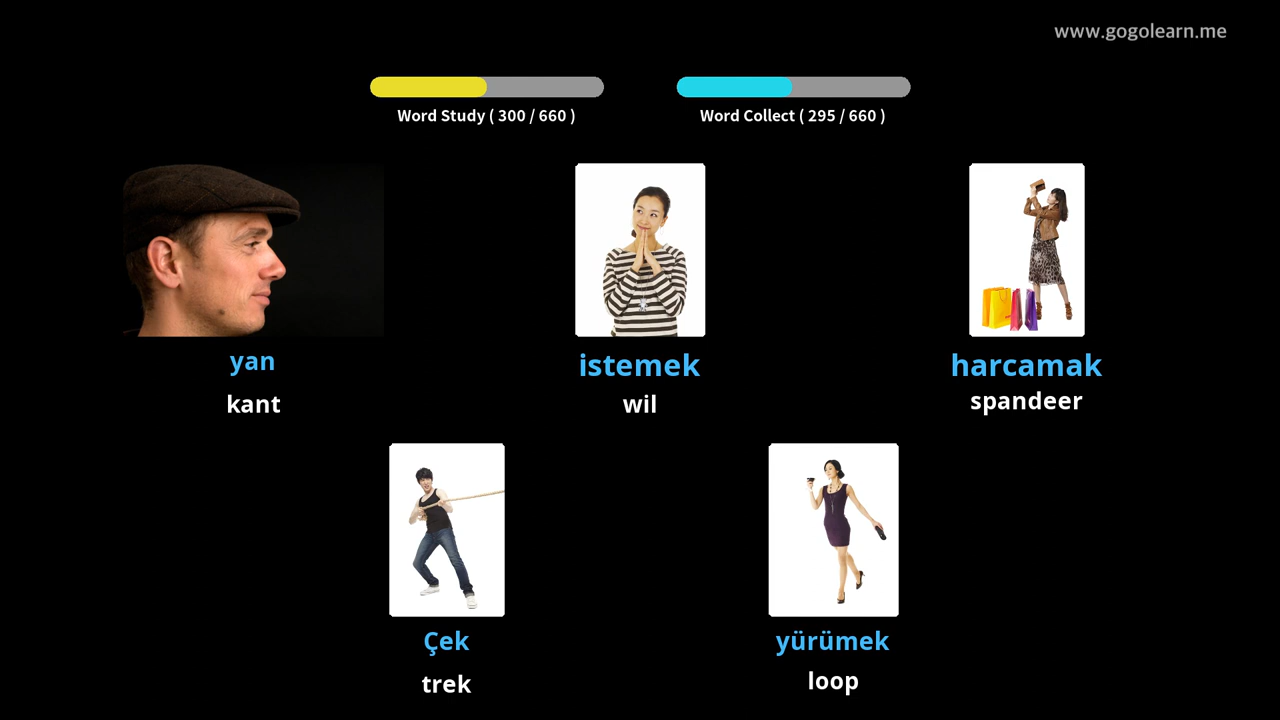 www.gogolearn.me
Word Study ( 300 / 660 )
Word Collect ( 295 / 660 )
yan
kant
istemek
wil
harcamak
spandeer
Çek
trek
yürümek
loop